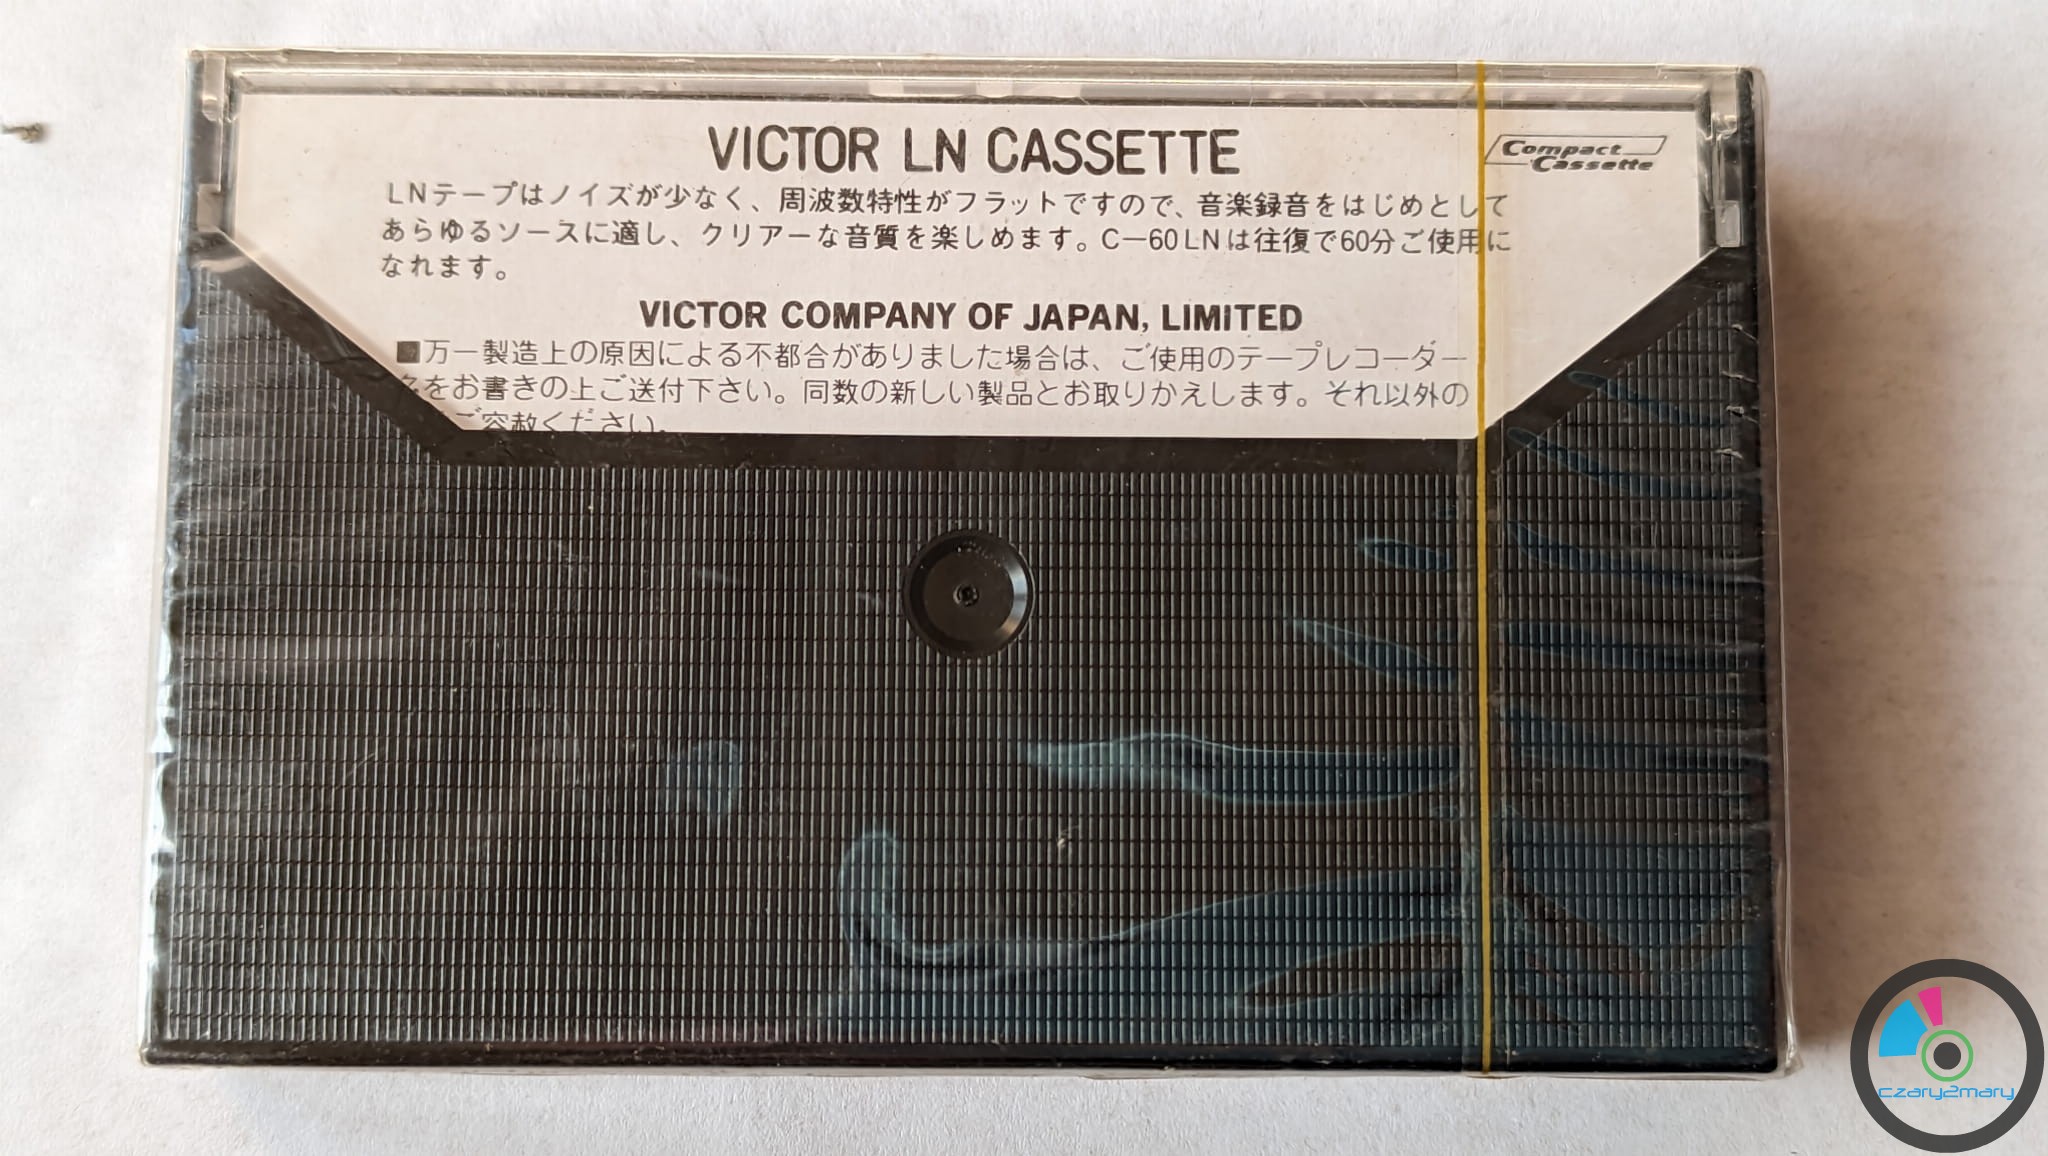 VICTOR LN CASSETTE
Compact
Cassette
LNテープはノイズが少なく、周波数特性がフラットですので、音楽録音をはじめとして
あらゆるソースに適し、クリアーな音質を楽しめます。C-60LNは往復で60分ご使用に
なれます。
VICTOR COMPANY OF JAPAN, LIMITED
■万一製造上の原因による不都合がありました場合は、ご使用のテープレコーダー
名をお書きの上ご送付下さい。同数の新しい製品とお取りかえします。それ以外の
ご容赦ください。
czary2mary